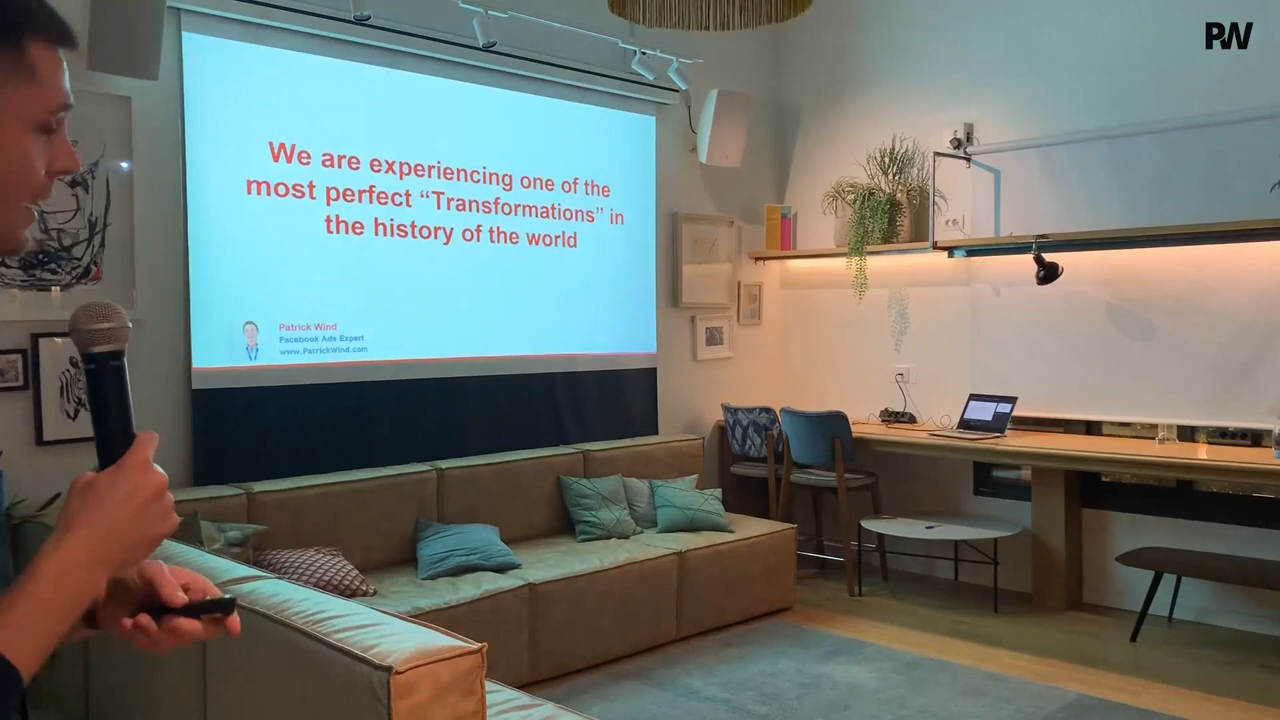 PW
We are experiencing one of the
most perfect “Transformations” in
the history of the world
Patrick Wind
Facebook Ads Expert
www.PatrickWind.com